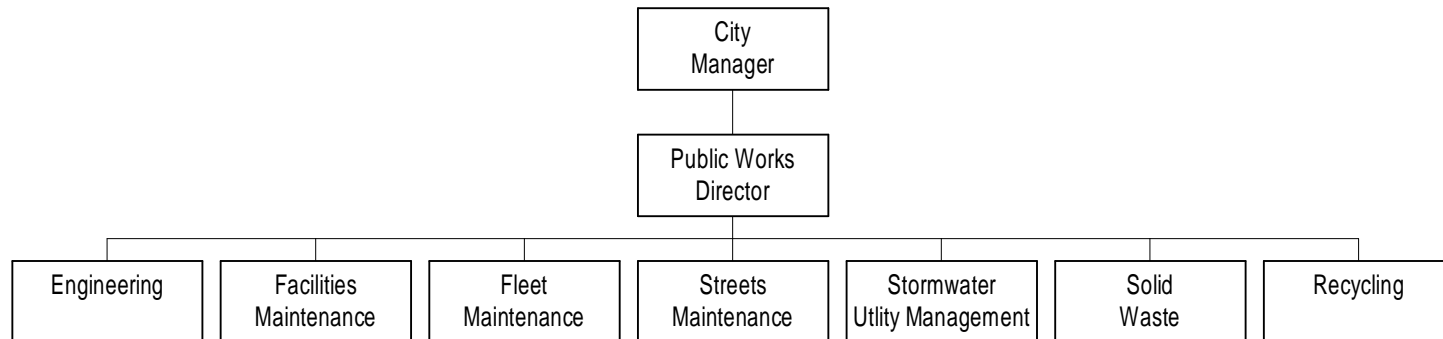 City
Manager
Public Works
Director
Engineering
Facilities
Maintenance
Fleet
Maintenance
Streets
Maintenance
Stormwater
Utlity Management
Solid
Waste
Recycling